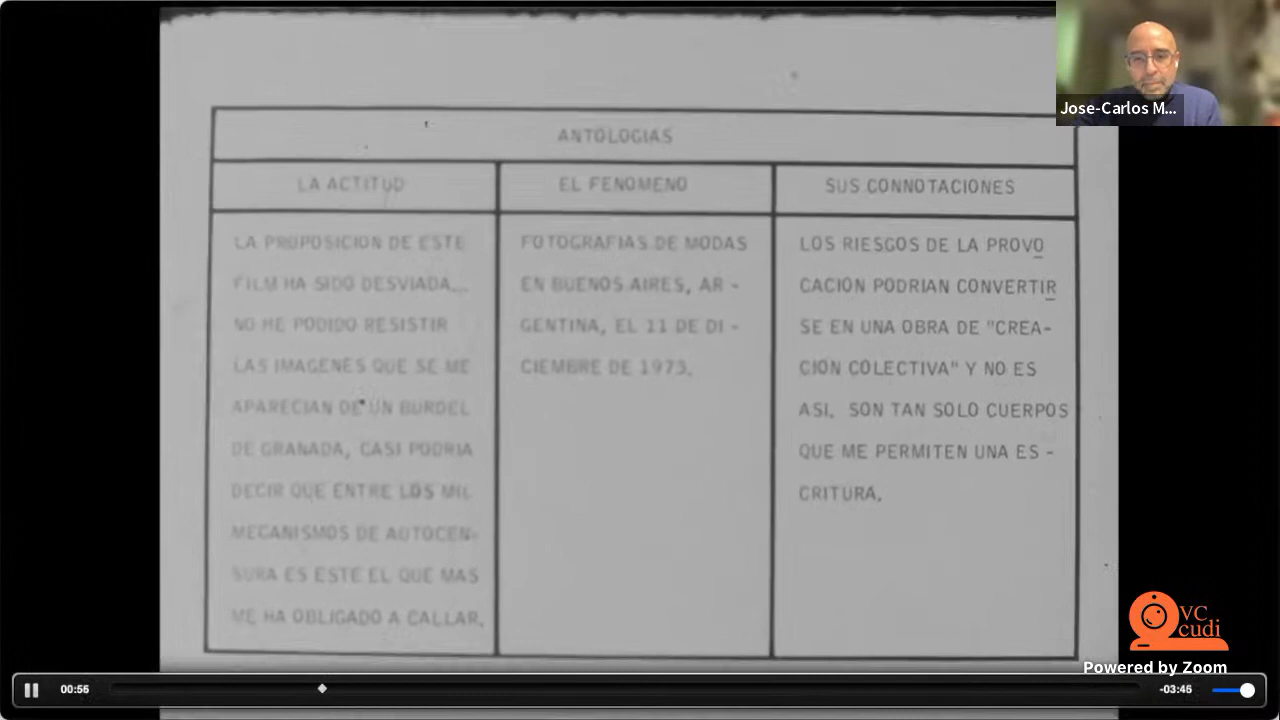 Jose-Carlos M...
ANTOLOGIAS
LA ACTITUD
LA PROPOSICION DE ESTE
FILM HA SIDO DESVIADA...
NO HE PODIDO RESISTIR
LAS IMAGENES QUE SE ME
APARECIAN DE UN BURDEL
DE GRANADA, CASI PODRIA
DECIR QUE ENTRE LOS MIL
MECANISMOS DE AUTOCEN-
SURA ES ESTE EL QUE MAS
ME HA OBLIGADO A CALLAR.
EL FENOMENO
FOTOGRAFIAS DE MODAS
EN BUENOS AIRES, AR -
GENTINA, EL 11 DE DI -
CIEMBRE DE 1973.
SUS CONNOTACIONES
LOS RIESGOS DE LA PROVO
CACION PODRIAN CONVERTIR
SE EN UNA OBRA DE "CREA-
CION COLECTIVA" Y NO ES
ASI. SON TAN SOLO CUERPOS
QUE ME PERMITEN UNA ES -
CRITURA.
VC
cudi
Powered by Zoom
00:55
-03:45